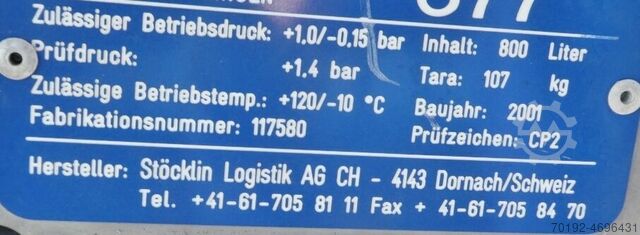 877
Zulässiger Betriebsdruck: +1,0/-0,15 bar Inhalt: 800 Liter
Prüfdruck: +1,4 bar Tara: 107 kg
Zulässige Betriebstemp.: +120/-10 °C Baujahr: 2001
Fabrikationsnummer: 117580 Prüfzeichen: CP2
Hersteller: Stöcklin Logistik AG CH - 4143 Dornach/Schweiz
Tel. +41-61-705 81 11 Fax + 41-61-705 84 70
70192-4696431